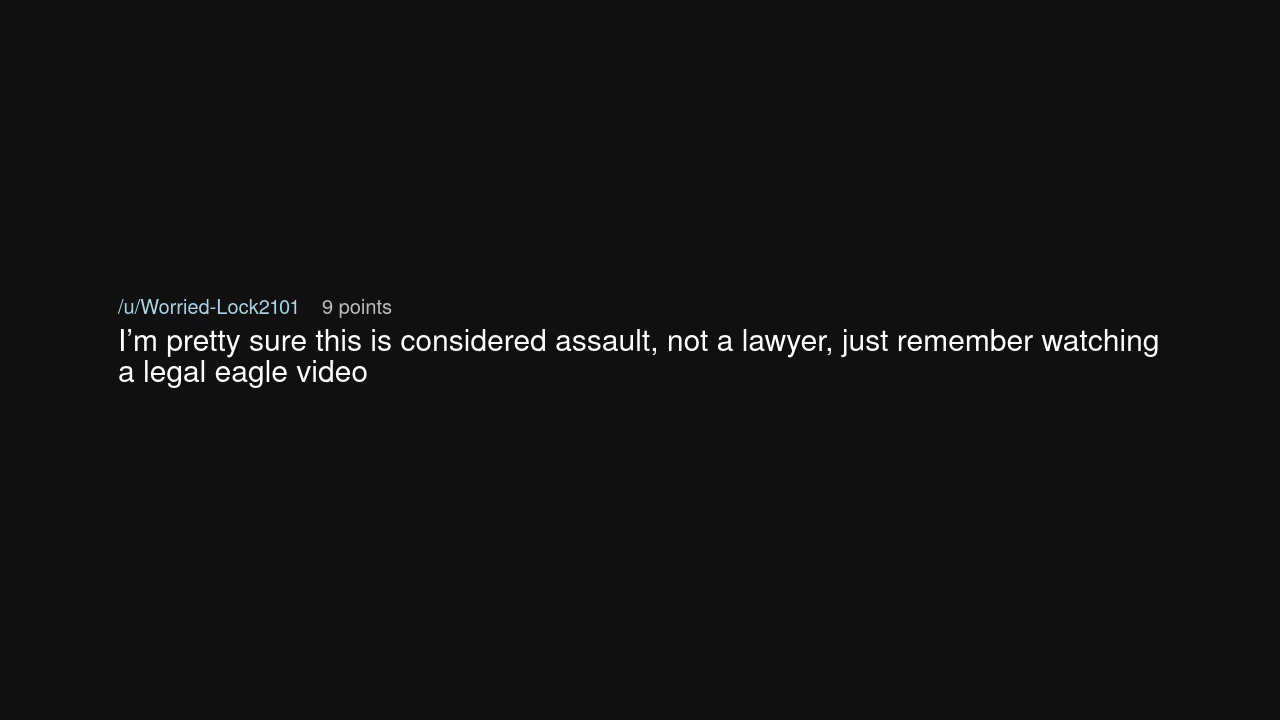 /u/Worried-Lock2101 9 points
I’m pretty sure this is considered assault, not a lawyer, just remember watching
a legal eagle video